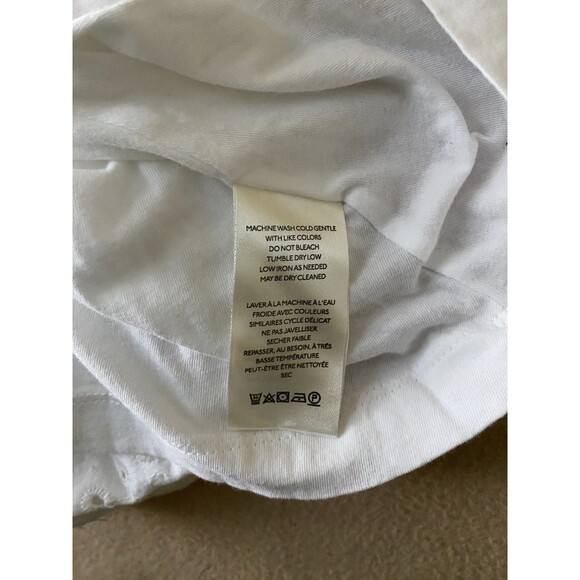 MACHINE WASH COLD GENTLE
WITH LIKE COLORS
DO NOT BLEACH
TUMBLE DRY LOW
LOW IRON AS NEEDED
MAY BE DRY CLEANED
LAVER À LA MACHINE À L'EAU
FROIDE AVEC COULEURS
SIMILAIRES CYCLE DÉLICAT
NE PAS JAVELLISER
SECHER FAIBLE
REPASSER, AU BESOIN, À TRÈS
BASSE TEMPÉRATURE
PEUT-ÊTRE ÊTRE NETTOYÉE
SEC
P